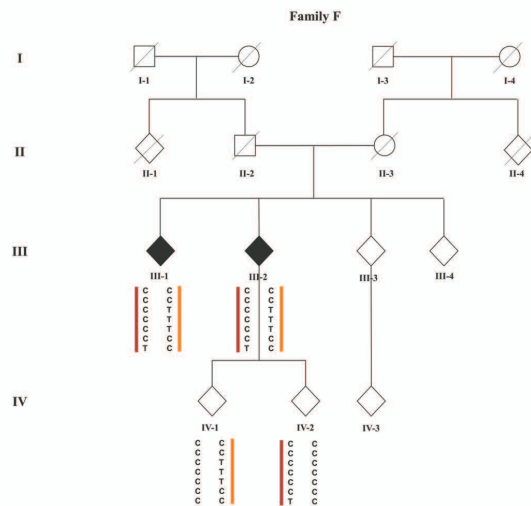 Family F
I
I-1 I-2 I-3 I-4
II
II-1 II-2 II-3 II-4
III
III-1 III-2 III-3 III-4
C C C C
C C C C
C T C T
C T C T
C T C T
C C C C
T C T C
IV
IV-1 IV-2 IV-3
C C C C
C C C C
C T C C
C T C C
C T C C
C C C C
C C T C